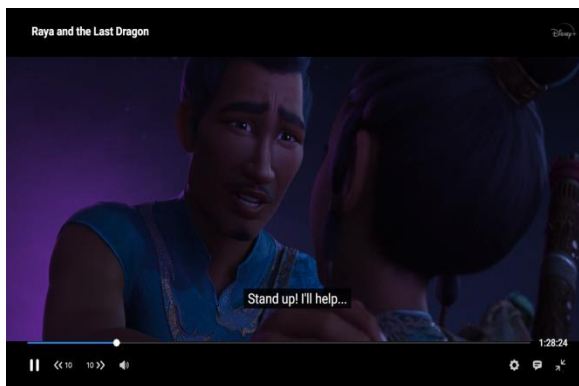 Raya and the Last Dragon
Disney+
Stand up! I'll help...
1:28:24
10
10